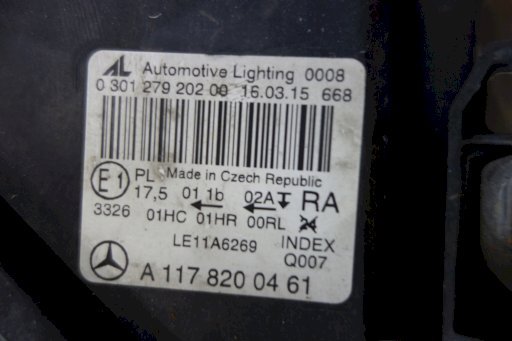 AL Automotive Lighting 0008
0 301 279 202 00 16.03.15 668
Made in Czech Republic
E1 PL
17,5 01 1b 02A RA
3326 01HC 01HR 00RL 24
LE11A6269 INDEX
Q007
A 117 820 04 61